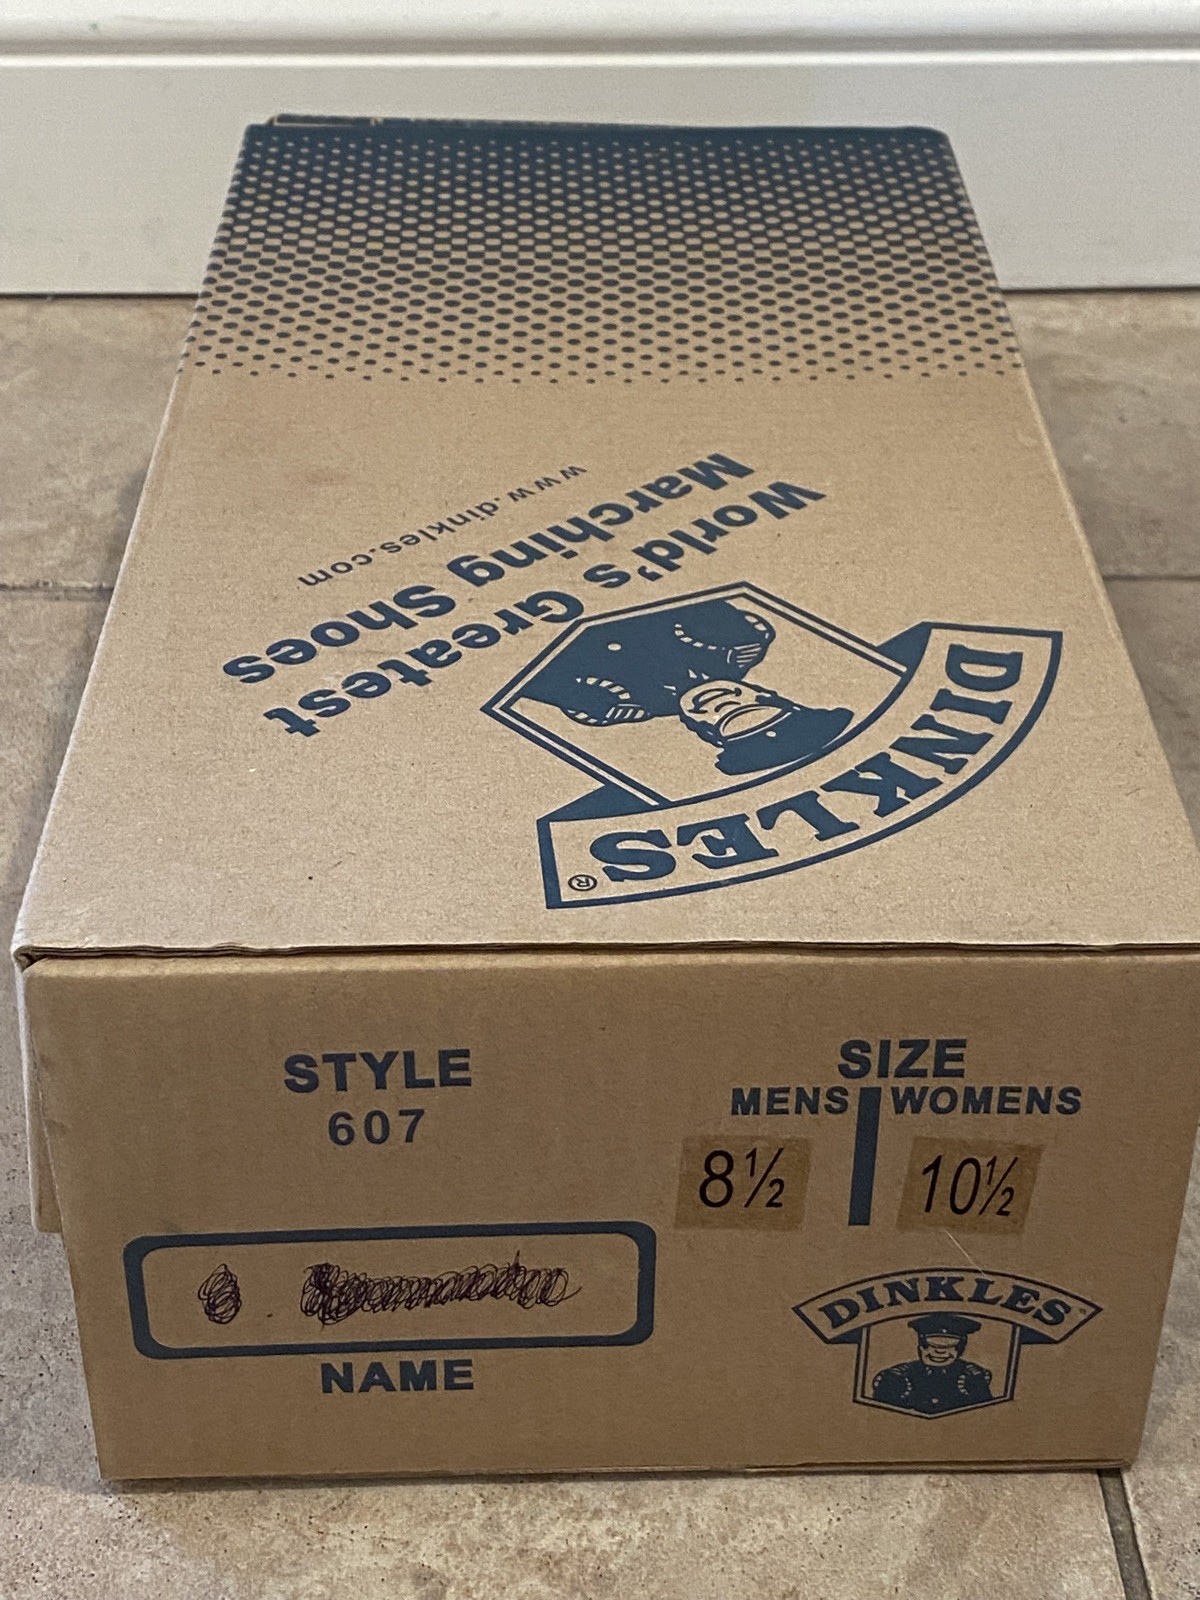 DINKLES®
World's Greatest
Marching Shoes
www.dinkles.com
STYLE
607
NAME
SIZE
MENS WOMENS
8½ 10½
DINKLES